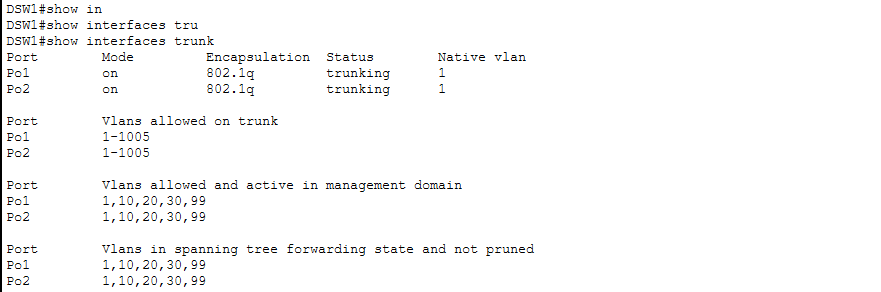 DSW1#show in
DSW1#show interfaces tru
DSW1#show interfaces trunk
Port        Mode         Encapsulation  Status        Native vlan
Po1         on           802.1q         trunking      1
Po2         on           802.1q         trunking      1

Port        Vlans allowed on trunk
Po1         1-1005
Po2         1-1005

Port        Vlans allowed and active in management domain
Po1         1,10,20,30,99
Po2         1,10,20,30,99

Port        Vlans in spanning tree forwarding state and not pruned
Po1         1,10,20,30,99
Po2         1,10,20,30,99